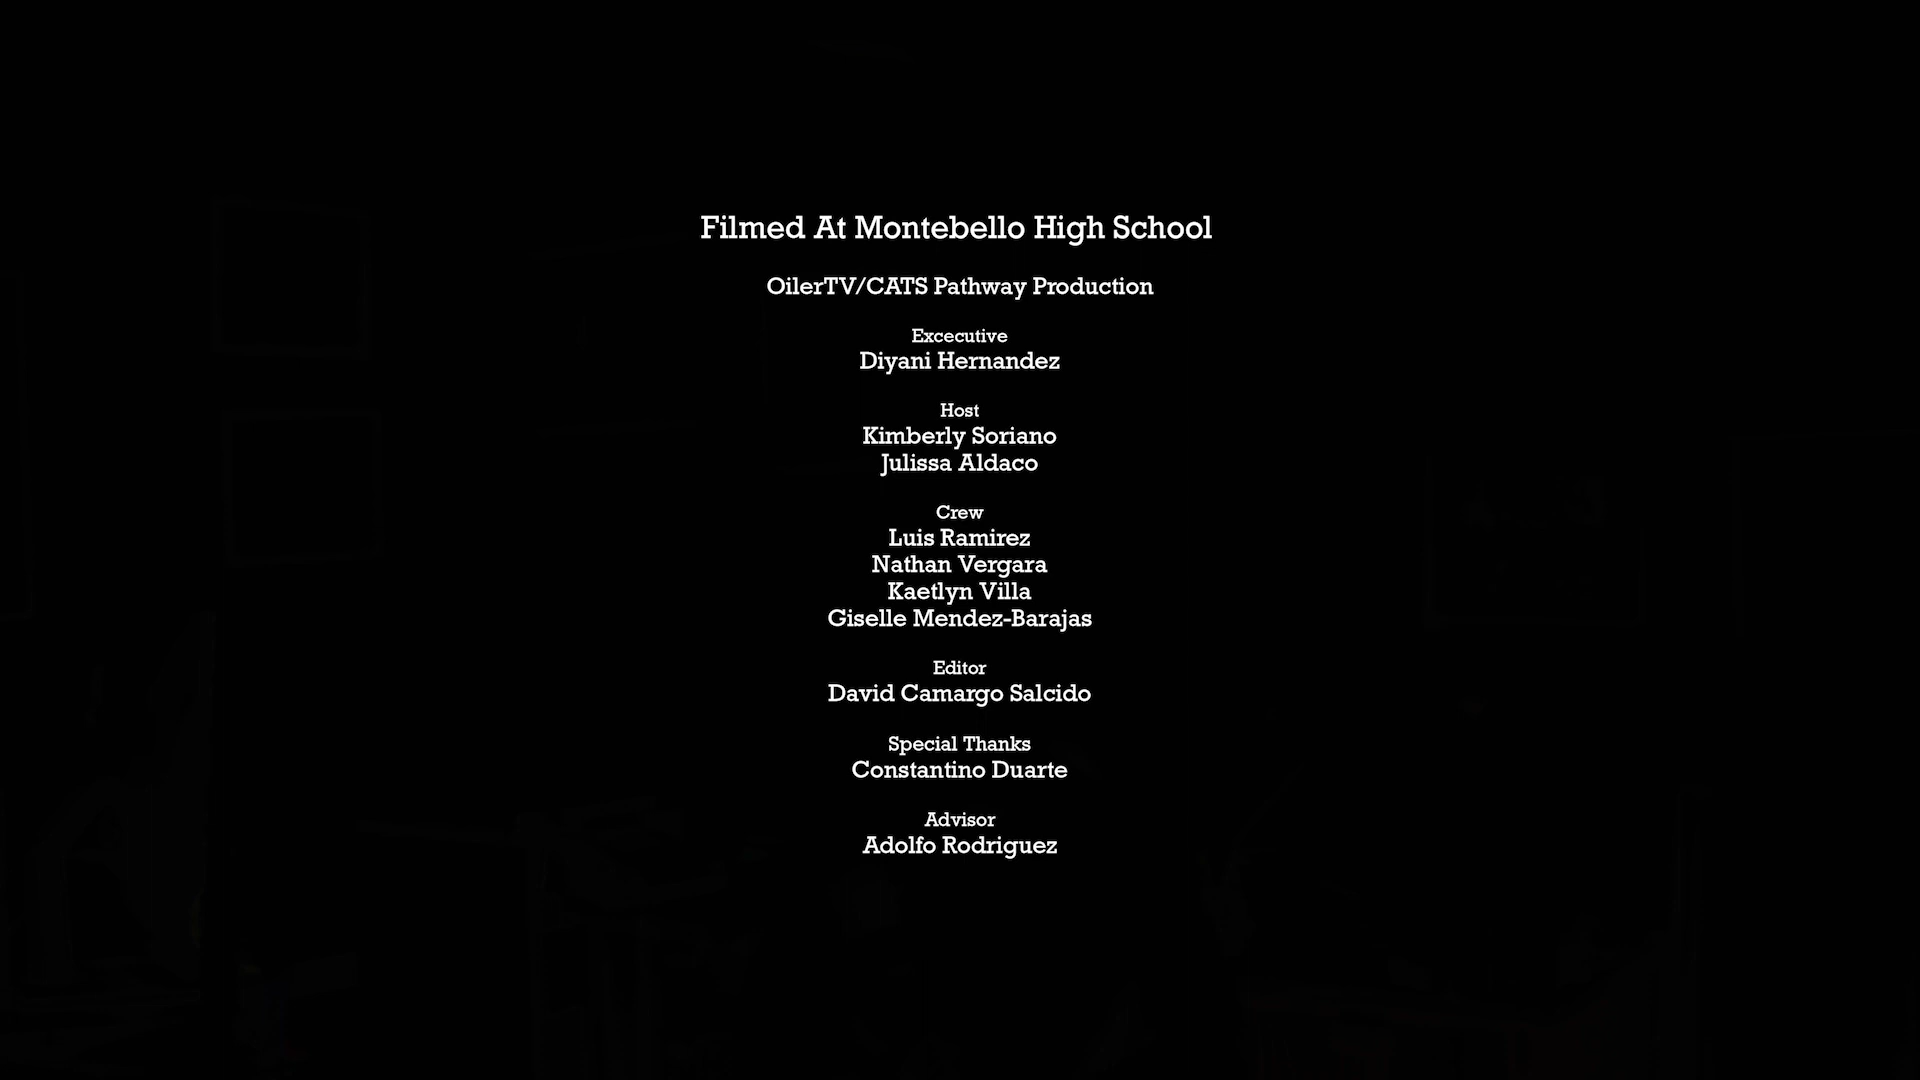 Filmed At Montebello High School
OilerTV/CATS Pathway Production
Excecutive
Diyani Hernandez
Host
Kimberly Soriano
Julissa Aldaco
Crew
Luis Ramirez
Nathan Vergara
Kaetlyn Villa
Giselle Mendez-Barajas
Editor
David Camargo Salcido
Special Thanks
Constantino Duarte
Advisor
Adolfo Rodriguez